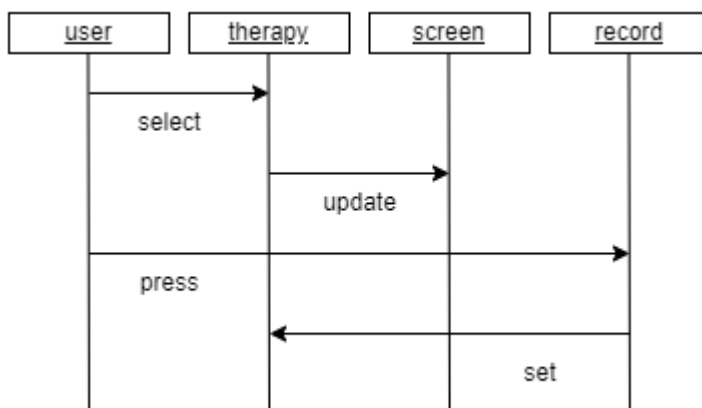 user
therapy
screen
record
select
update
press
set